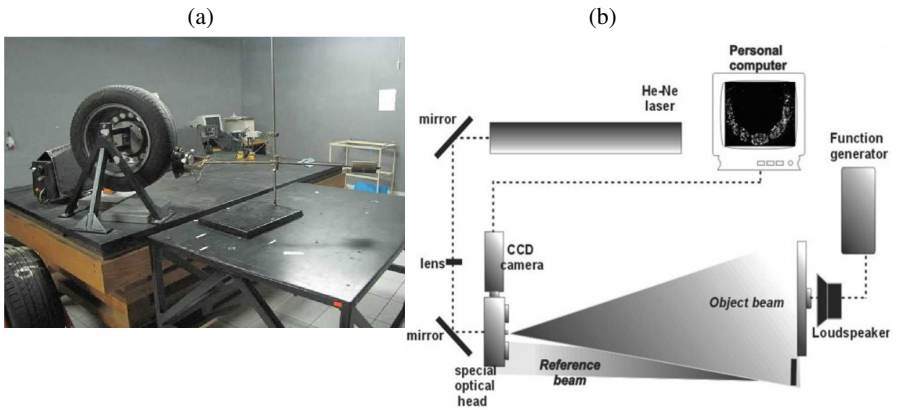 (a)
(b)
Personal
computer
He-Ne
laser
mirror
Function
generator
lens
CCD
camera
Object beam
Loudspeaker
mirror
special
optical
head
Reference
beam